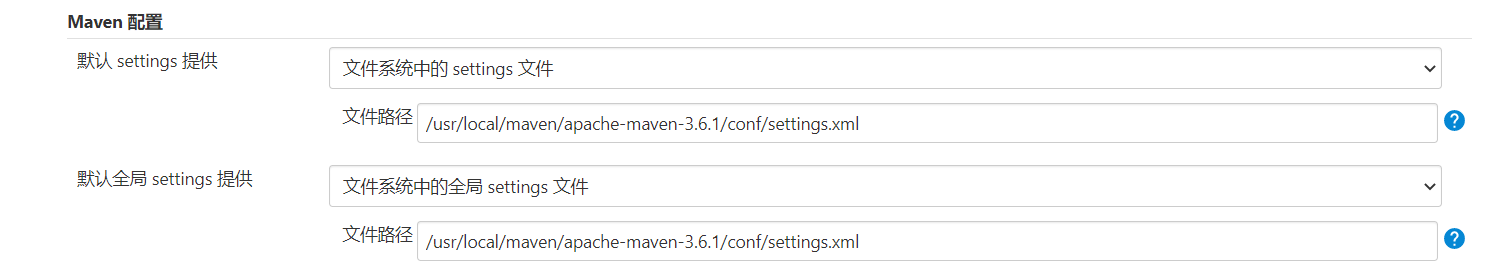 Maven 配置
默认 settings 提供
文件系统中的 settings 文件
文件路径
/usr/local/maven/apache-maven-3.6.1/conf/settings.xml
?
默认全局 settings 提供
文件系统中的全局 settings 文件
文件路径
/usr/local/maven/apache-maven-3.6.1/conf/settings.xml
?